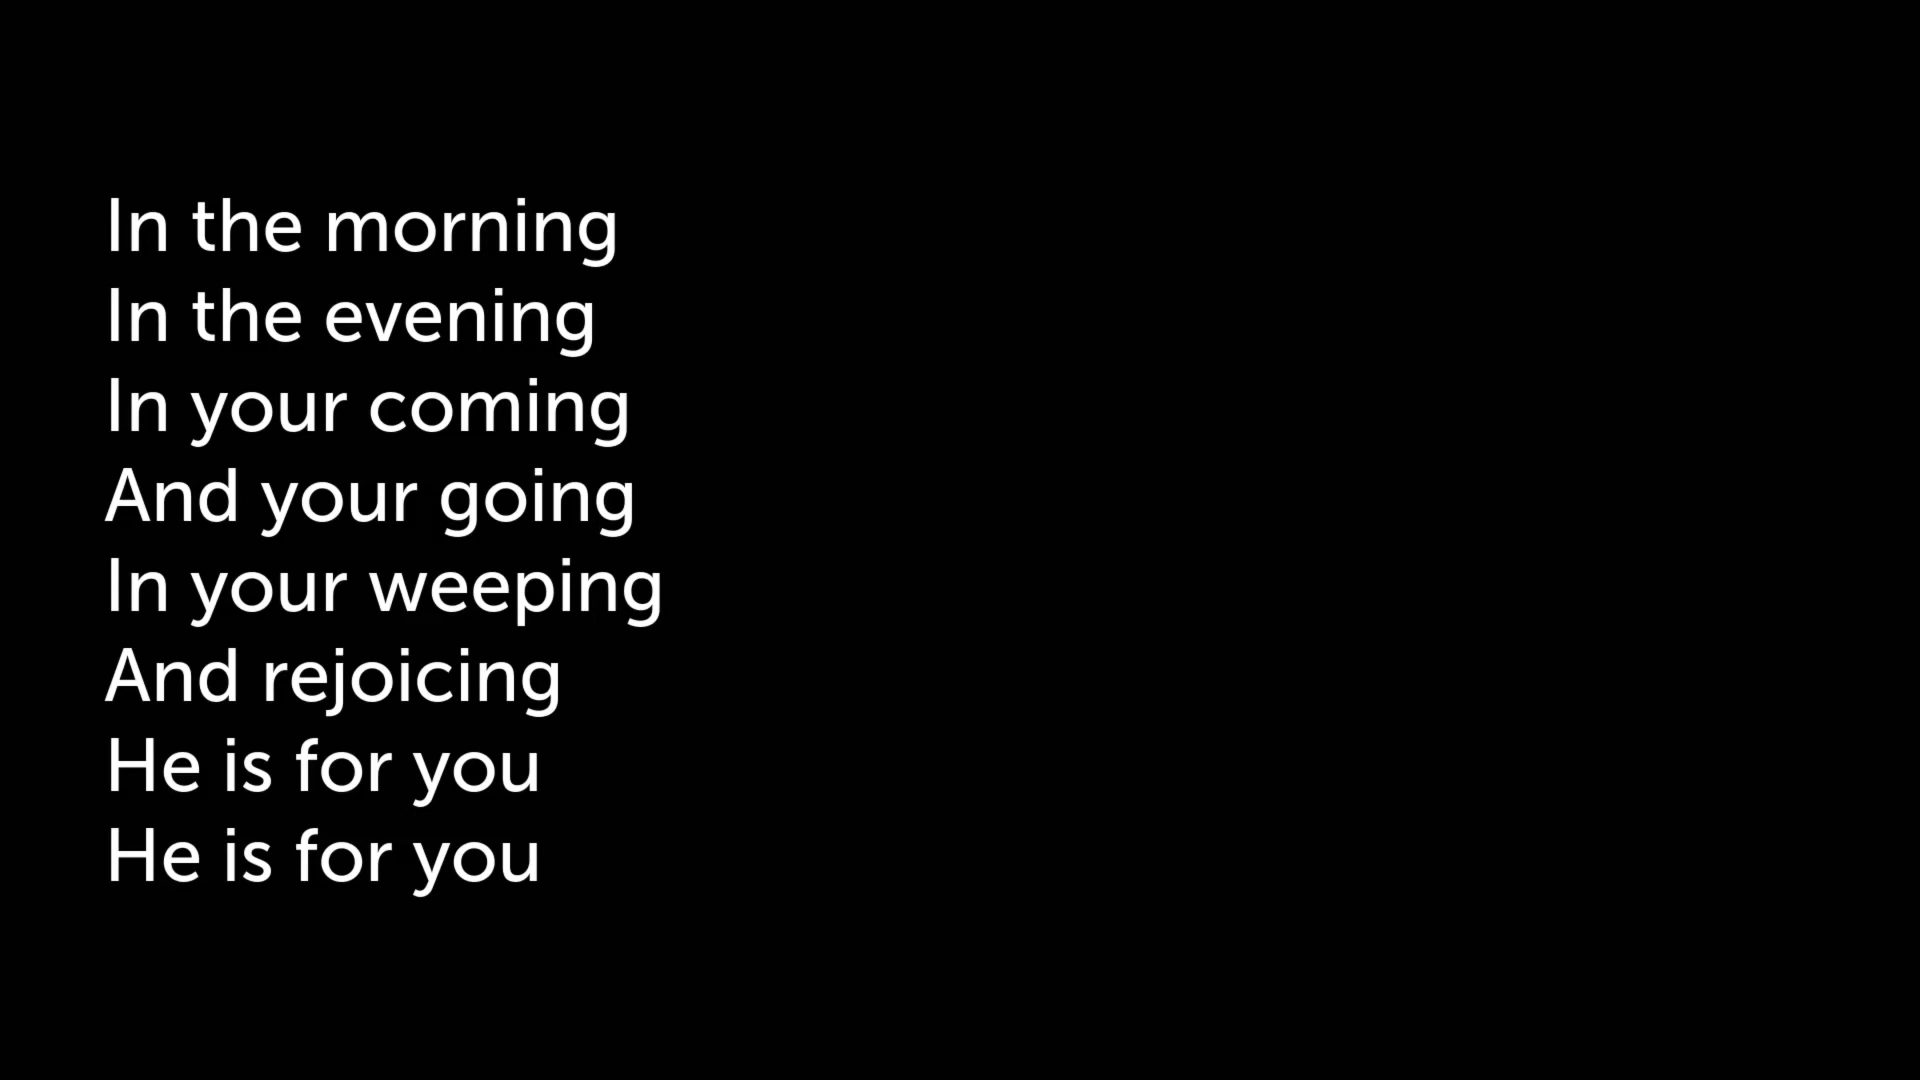 In the morning
In the evening
In your coming
And your going
In your weeping
And rejoicing
He is for you
He is for you